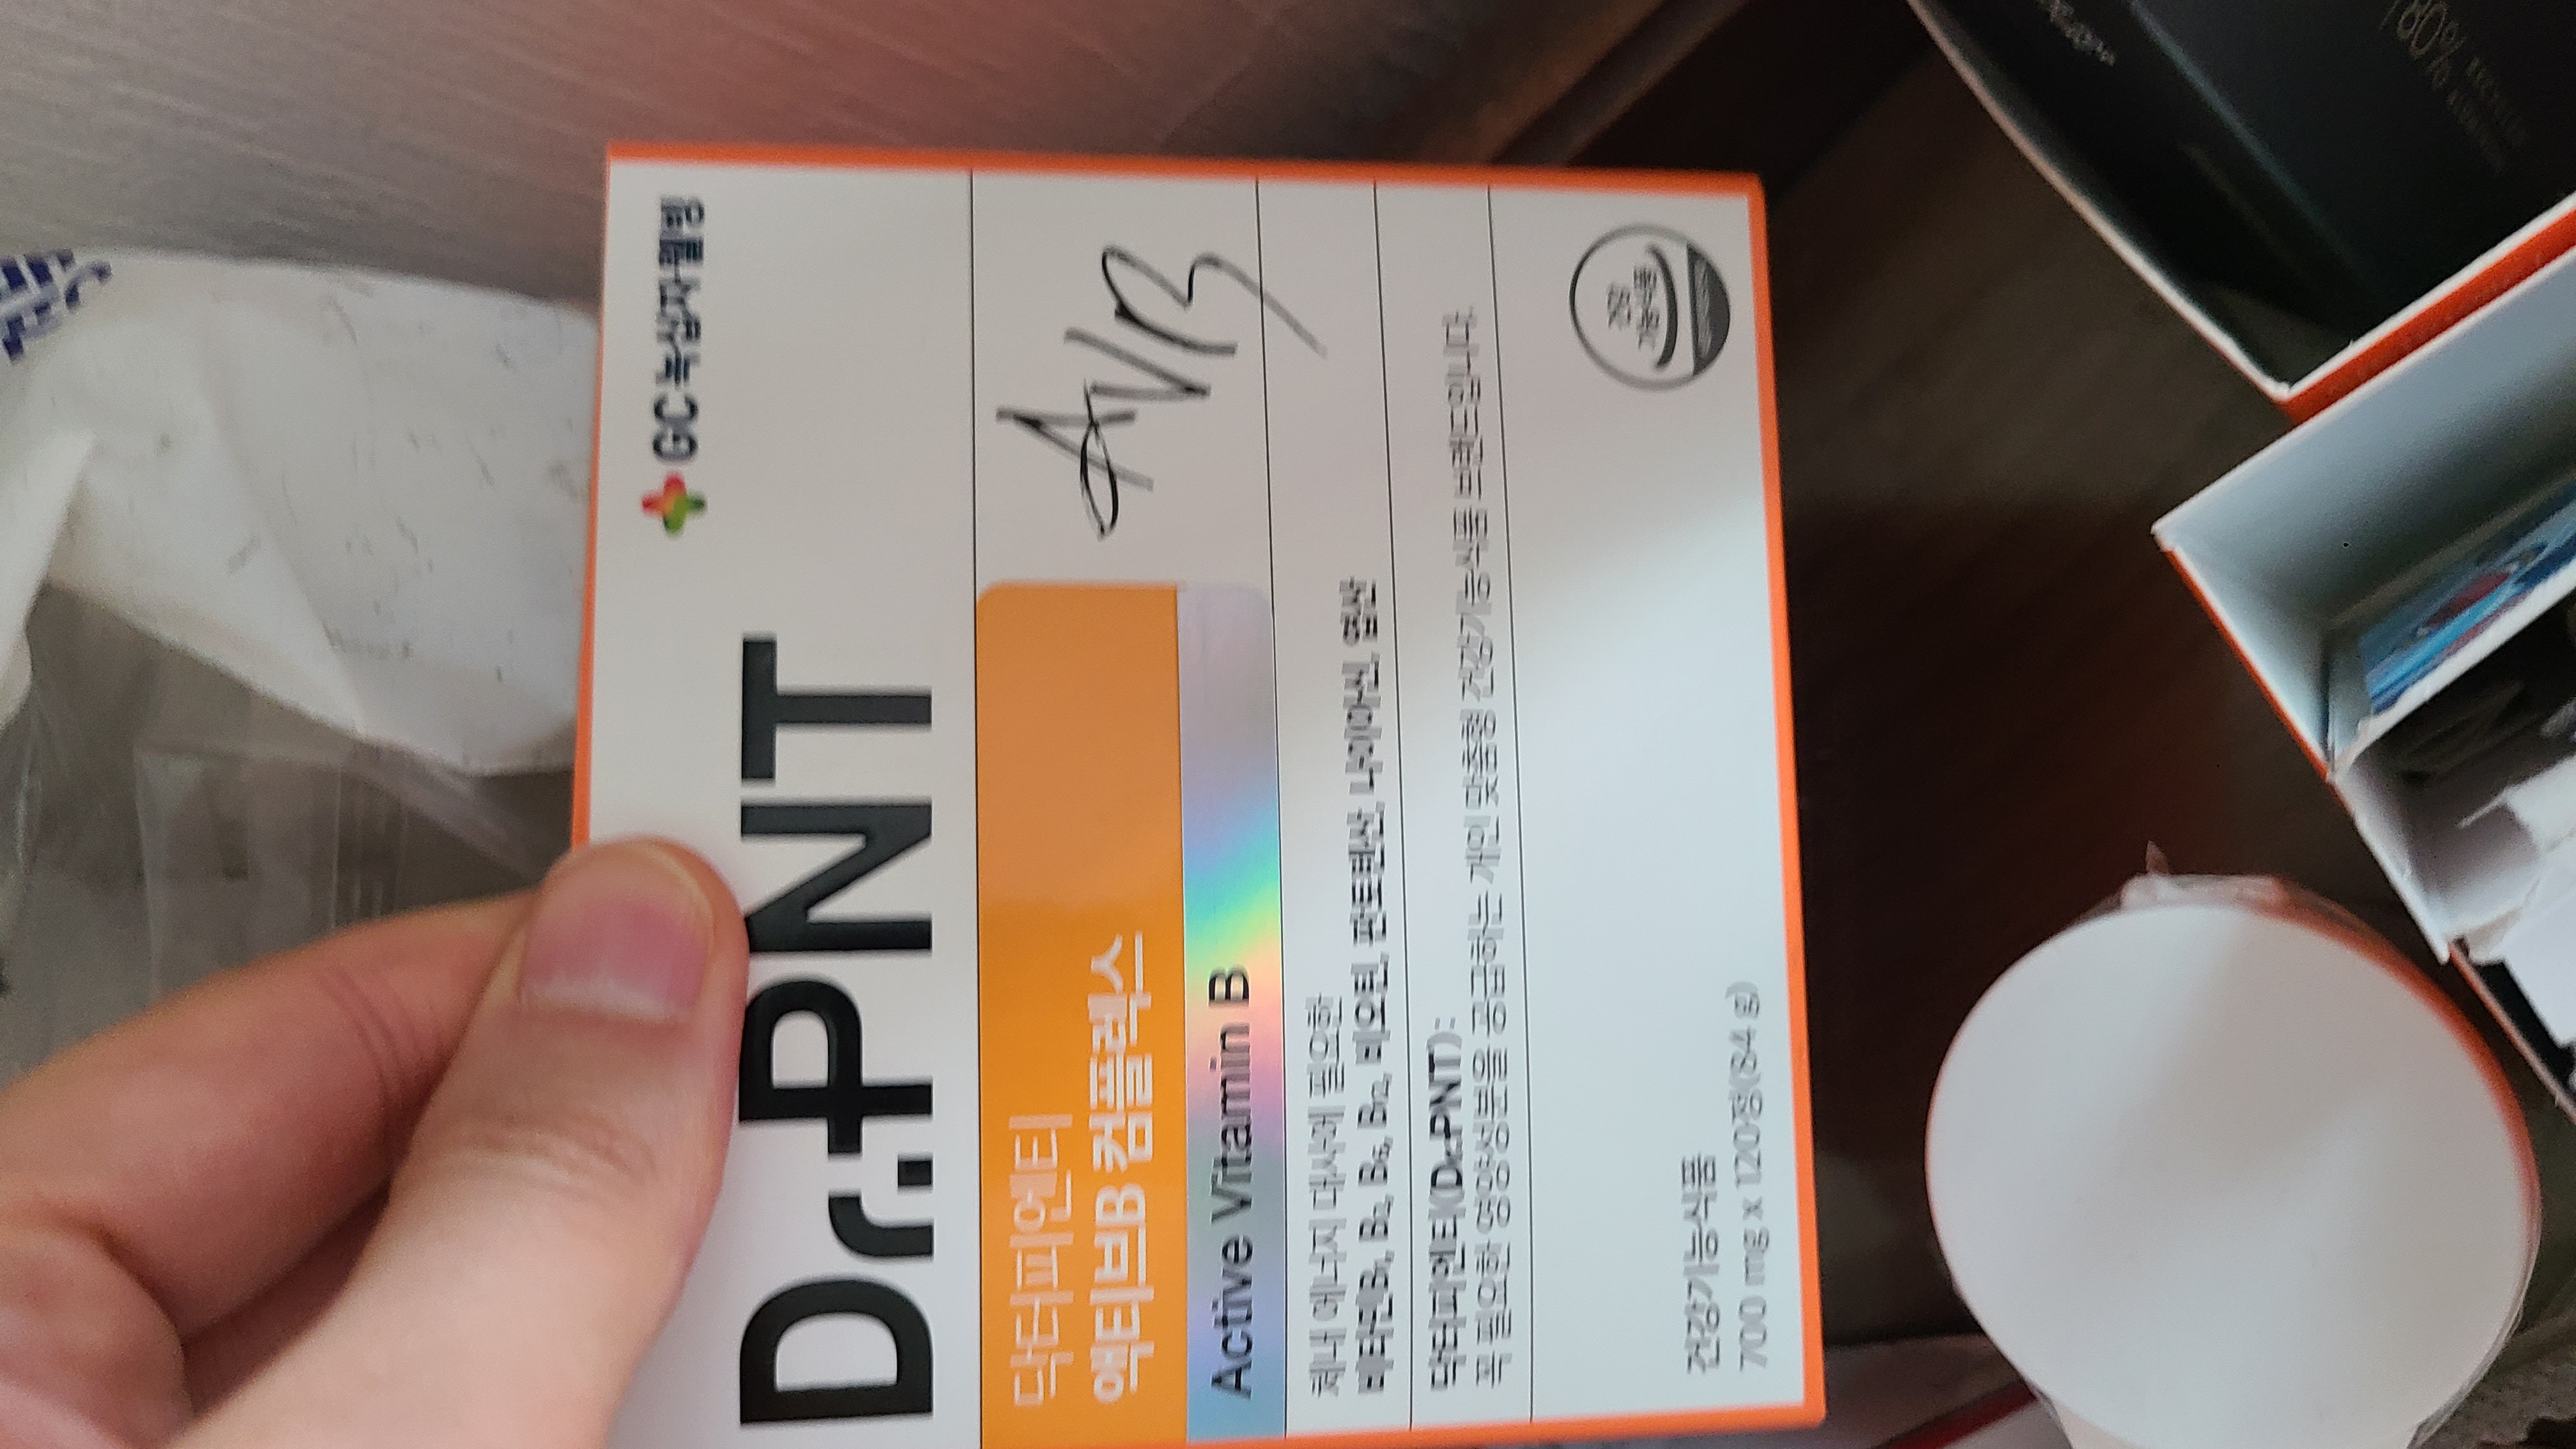 GC녹십자웰빙
Dr.PNT
닥터피엔티
액티브B 컴플렉스
AVB
Active Vitamin B
체내 에너지 대사에 필요한
비타민B₁, B₂, B₆, B₁₂, 비오틴, 판토텐산, 나이아신, 엽산
닥터피엔티(Dr.PNT):
꼭 필요한 영양성분을 공급하는 개인 맞춤형 건강기능식품 브랜드입니다.
건강기능식품
700 mg x 120정(84 g)
80%